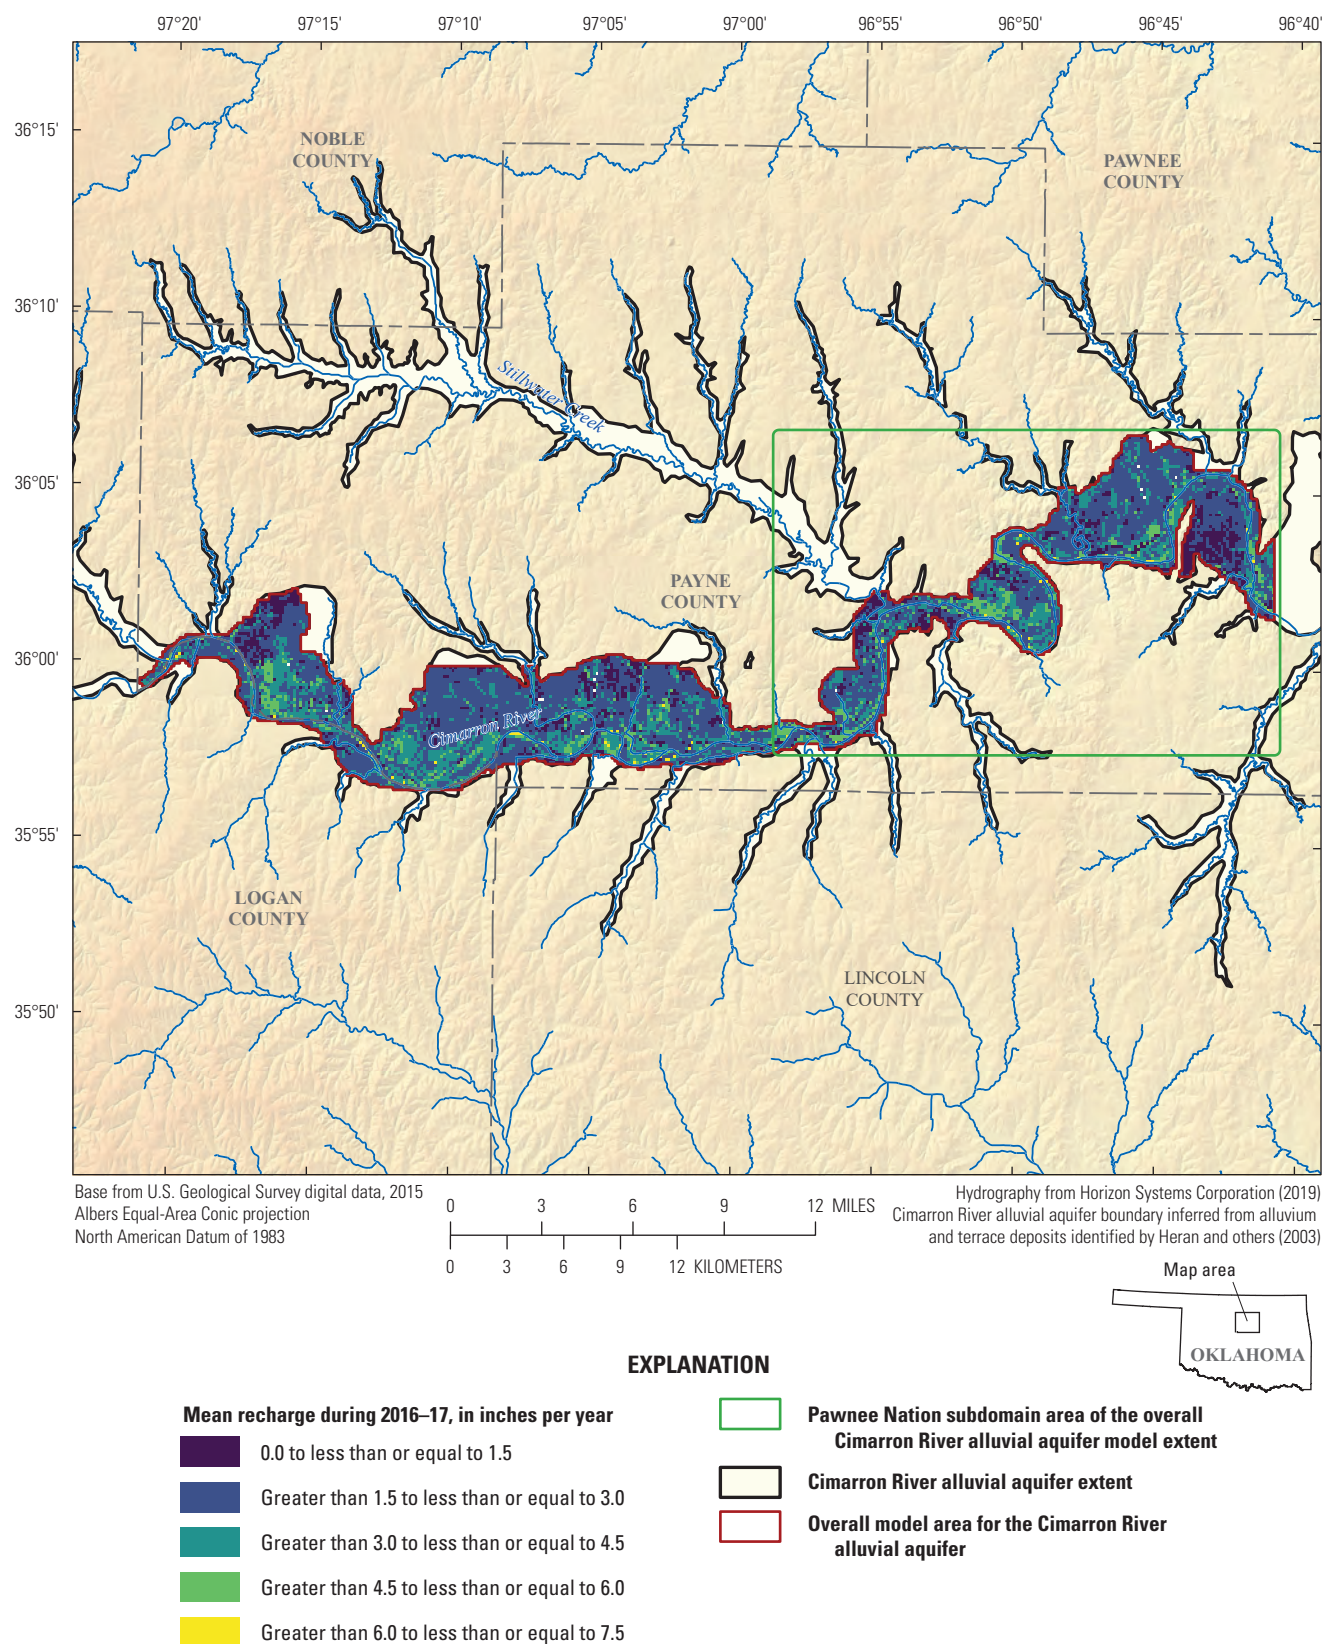 97°20' 97°15' 97°10' 97°05' 97°00' 96°55' 96°50' 96°45' 96°40'
36°15'
NOBLE
COUNTY
PAWNEE
COUNTY
36°10'
Stillwater Creek
36°05'
PAYNE
COUNTY
36°00'
Cimarron River
35°55'
LOGAN
COUNTY
LINCOLN
COUNTY
35°50'
Base from U.S. Geological Survey digital data, 2015
Albers Equal-Area Conic projection
North American Datum of 1983
0 3 6 9 12 MILES
0 3 6 9 12 KILOMETERS
Hydrography from Horizon Systems Corporation (2019)
Cimarron River alluvial aquifer boundary inferred from alluvium
and terrace deposits identified by Heran and others (2003)
Map area
OKLAHOMA
EXPLANATION
Mean recharge during 2016–17, in inches per year
0.0 to less than or equal to 1.5
Greater than 1.5 to less than or equal to 3.0
Greater than 3.0 to less than or equal to 4.5
Greater than 4.5 to less than or equal to 6.0
Greater than 6.0 to less than or equal to 7.5
Pawnee Nation subdomain area of the overall
Cimarron River alluvial aquifer model extent
Cimarron River alluvial aquifer extent
Overall model area for the Cimarron River
alluvial aquifer